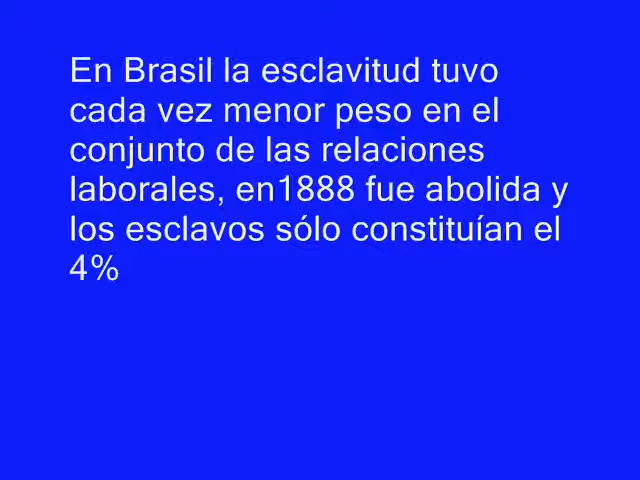 En Brasil la esclavitud tuvo
cada vez menor peso en el
conjunto de las relaciones
laborales, en1888 fue abolida y
los esclavos sólo constituían el
4%